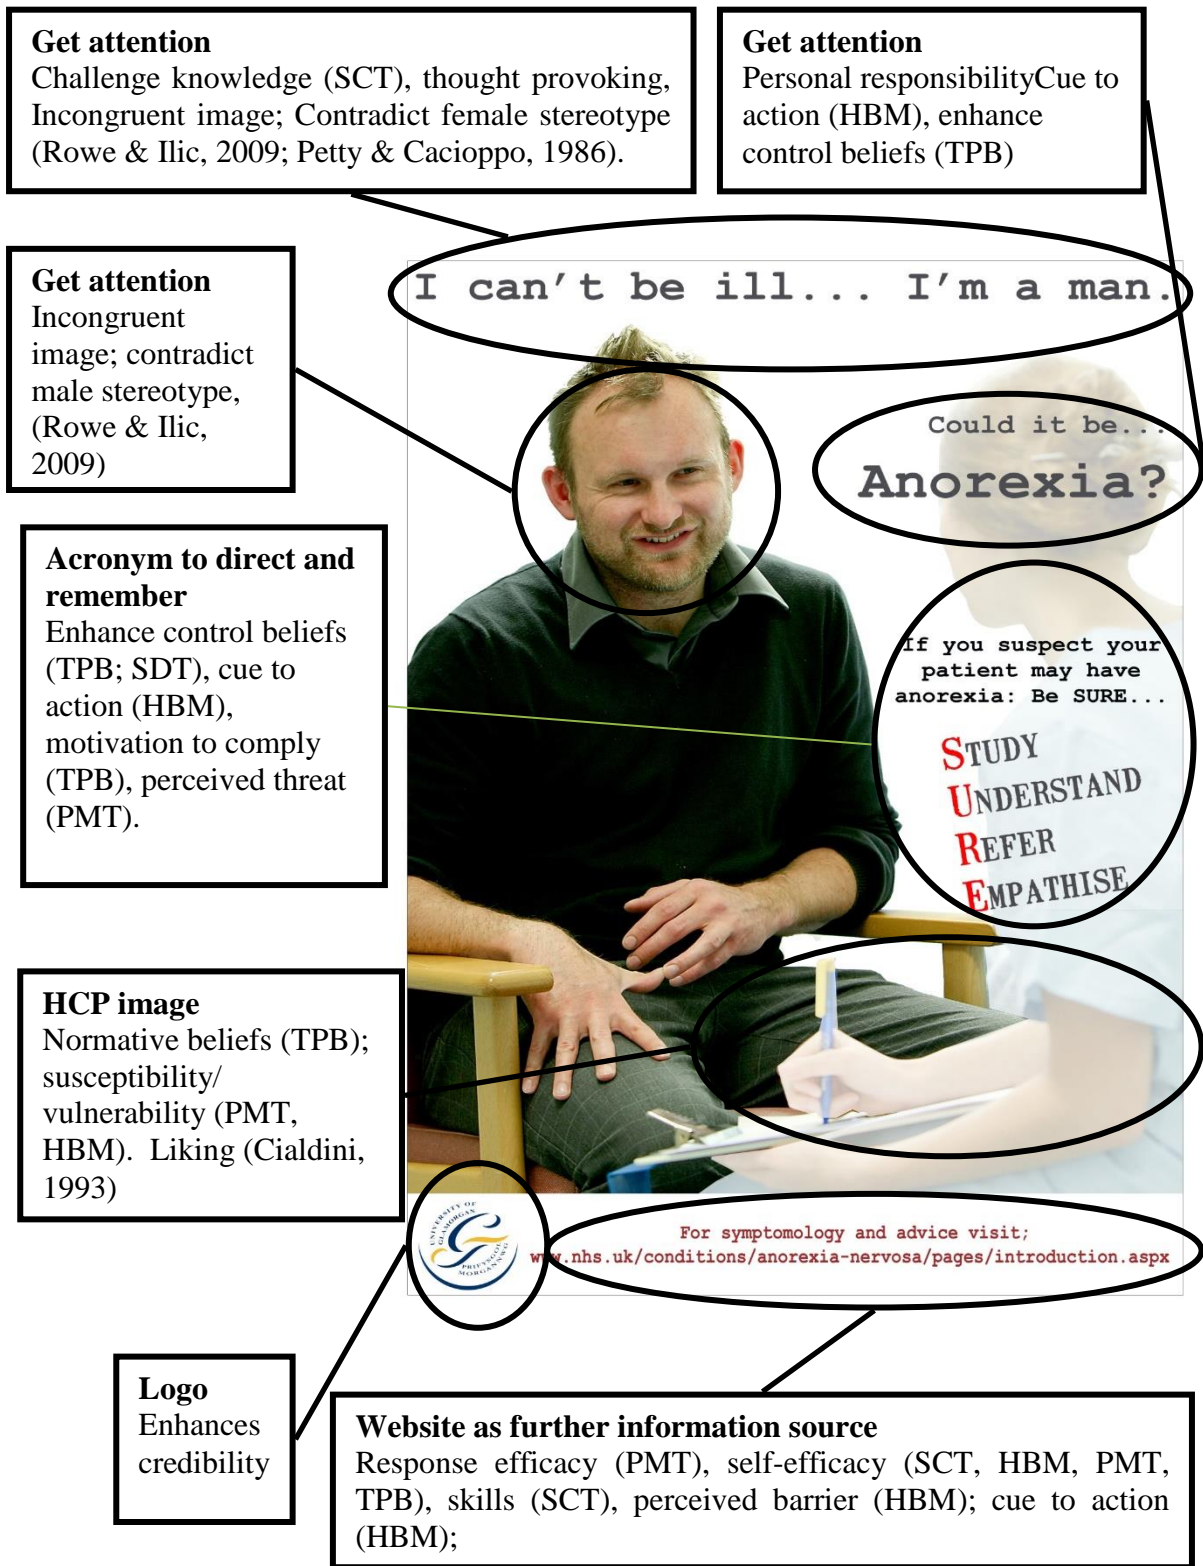 Get attention
Challenge knowledge (SCT), thought provoking,
Incongruent image; Contradict female stereotype
(Rowe & Ilic, 2009; Petty & Cacioppo, 1986).
Get attention
Personal responsibilityCue to
action (HBM), enhance
control beliefs (TPB)
Get attention
Incongruent
image; contradict
male stereotype,
(Rowe & Ilic,
2009)
I can't be ill... I'm a man.
Could it be...
Anorexia?
Acronym to direct and
remember
Enhance control beliefs
(TPB; SDT), cue to
action (HBM),
motivation to comply
(TPB), perceived threat
(PMT).
If you suspect your
patient may have
anorexia: Be SURE...
STUDY
UNDERSTAND
REFER
EMPATHISE
HCP image
Normative beliefs (TPB);
susceptibility/
vulnerability (PMT,
HBM). Liking (Cialdini,
1993)
UNIVERSITY OF
GLAMORGAN
PRIFYSGOL
MORGANNWG
For symptomology and advice visit;
www.nhs.uk/conditions/anorexia-nervosa/pages/introduction.aspx
Logo
Enhances
credibility
Website as further information source
Response efficacy (PMT), self-efficacy (SCT, HBM, PMT,
TPB), skills (SCT), perceived barrier (HBM); cue to action
(HBM);